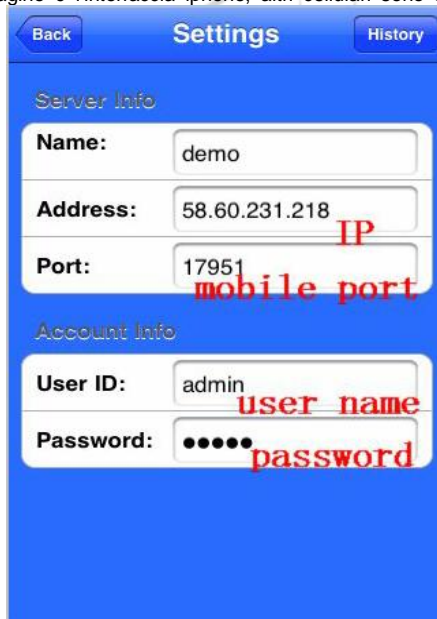 Back Settings History
Server Info
Name: demo
Address: 58.60.231.218
IP
Port: 17951
mobile port
Account Info
User ID: admin
user name
Password: ●●●●●
password